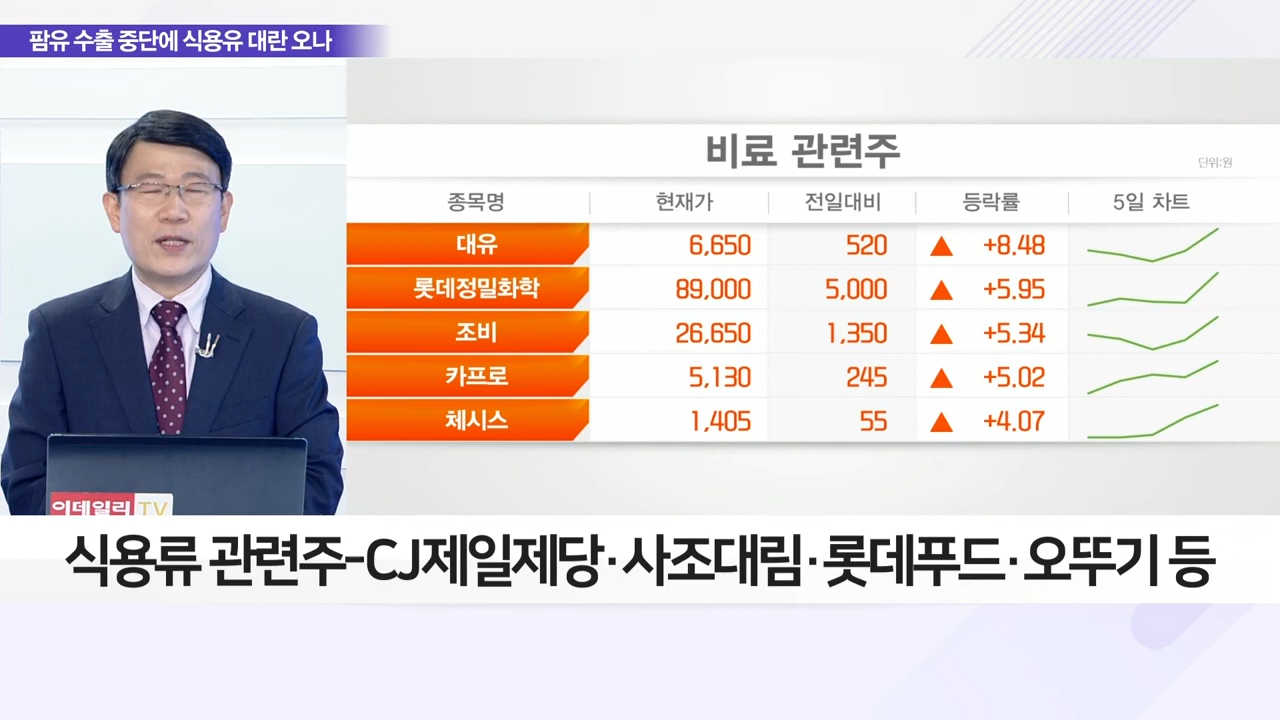 팜유 수출 중단에 식용유 대란 오나
비료 관련주
단위:원
종목명 현재가 전일대비 등락률 5일 차트
대유 6,650 520 ▲ +8.48
롯데정밀화학 89,000 5,000 ▲ +5.95
조비 26,650 1,350 ▲ +5.34
카프로 5,130 245 ▲ +5.02
체시스 1,405 55 ▲ +4.07
이데일리 TV
식용류 관련주-CJ제일제당·사조대림·롯데푸드·오뚜기 등